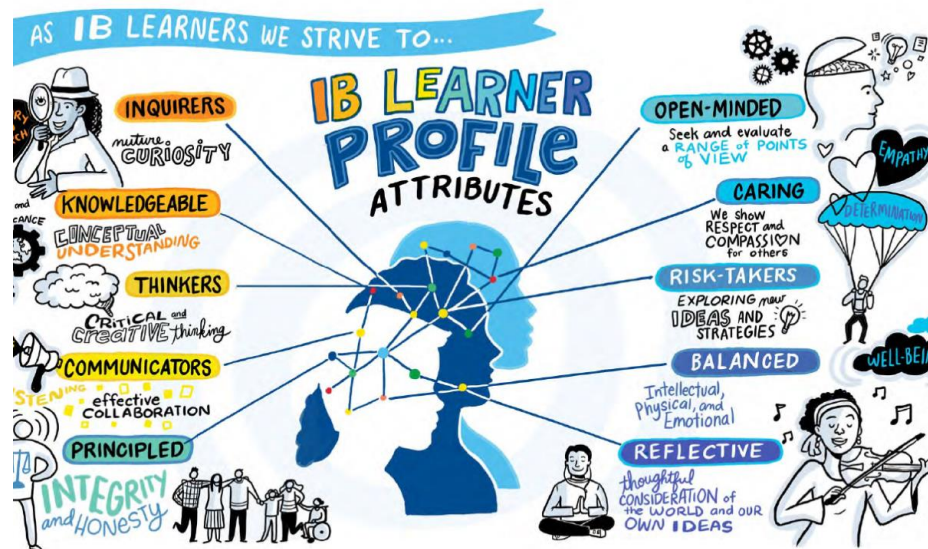 AS IB LEARNERS WE STRIVE TO...
IB LEARNER
PROFILE
ATTRIBUTES
INQUIRERS
nurture
CURIOSITY
KNOWLEDGEABLE
and
CONCEPTUAL
UNDERSTANDING
THINKERS
CRITICAL and
CREATIVE thinking
COMMUNICATORS
effective
COLLABORATION
PRINCIPLED
INTEGRITY
and HONESTY
OPEN-MINDED
Seek and evaluate
a RANGE of POINTS
of VIEW
EMPATHY
CARING
We show
RESPECT and
COMPASSION
for others
DETERMINATION
RISK-TAKERS
EXPLORING new
IDEAS AND
STRATEGIES
BALANCED
Intellectual,
Physical, and
Emotional
WELL-BEI
REFLECTIVE
thoughtful
CONSIDERATION of
the WORLD and our
OWN IDEAS